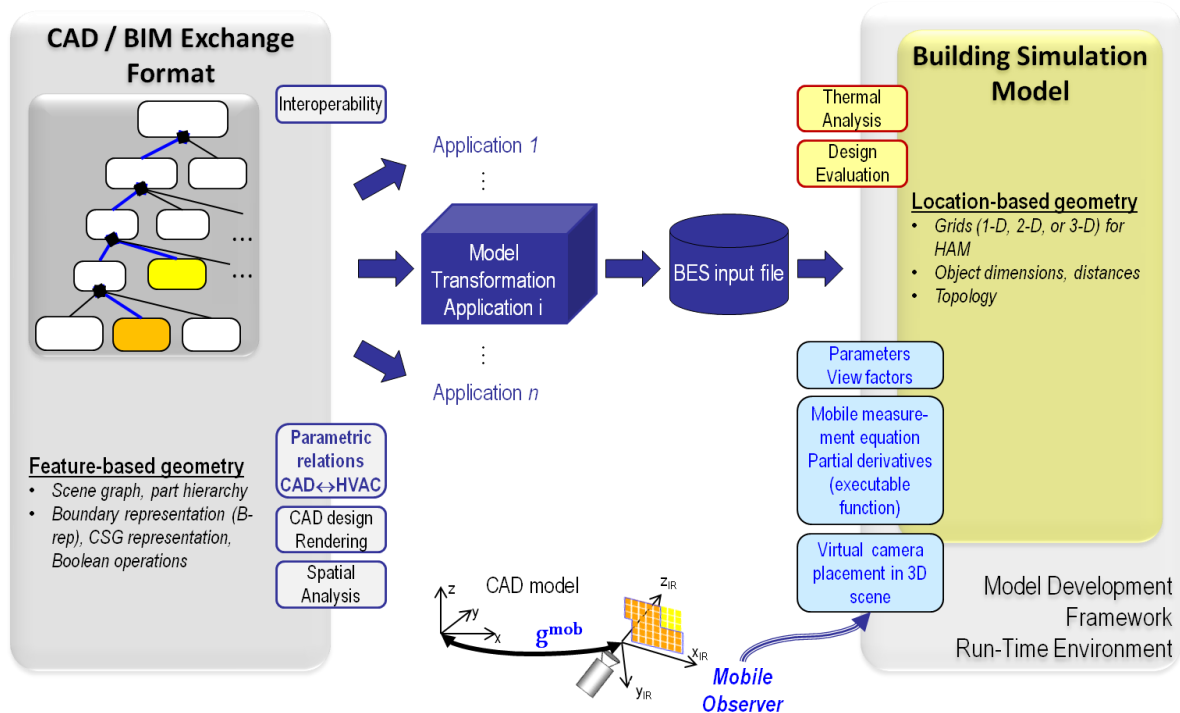 CAD / BIM Exchange
Format
Interoperability
...
...
Feature-based geometry
• Scene graph, part hierarchy
• Boundary representation (B-
rep), CSG representation,
Boolean operations
Parametric
relations
CAD↔HVAC
CAD design
Rendering
Spatial
Analysis
Application 1
⋮
Model
Transformation
Application i
⋮
Application n
BES input file
CAD model
z
y
x
g^mob
z_IR
x_IR
y_IR
Mobile
Observer
Building Simulation
Model
Thermal
Analysis
Design
Evaluation
Location-based geometry
• Grids (1-D, 2-D, or 3-D) for
HAM
• Object dimensions, distances
• Topology
Parameters
View factors
Mobile measure-
ment equation
Partial derivatives
(executable
function)
Virtual camera
placement in 3D
scene
Model Development
Framework
Run-Time Environment